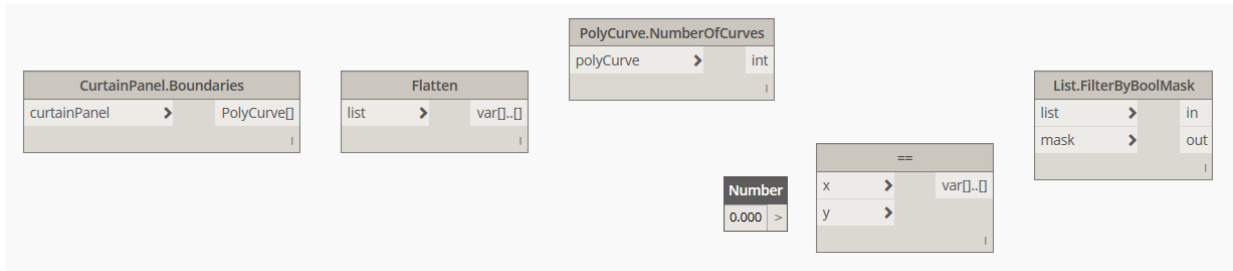 CurtainPanel.Boundaries
curtainPanel > PolyCurve[]
Flatten
list > var[]..[]
PolyCurve.NumberOfCurves
polyCurve > int
Number
0.000 >
==
x > var[]..[]
y >
List.FilterByBoolMask
list > in
mask > out